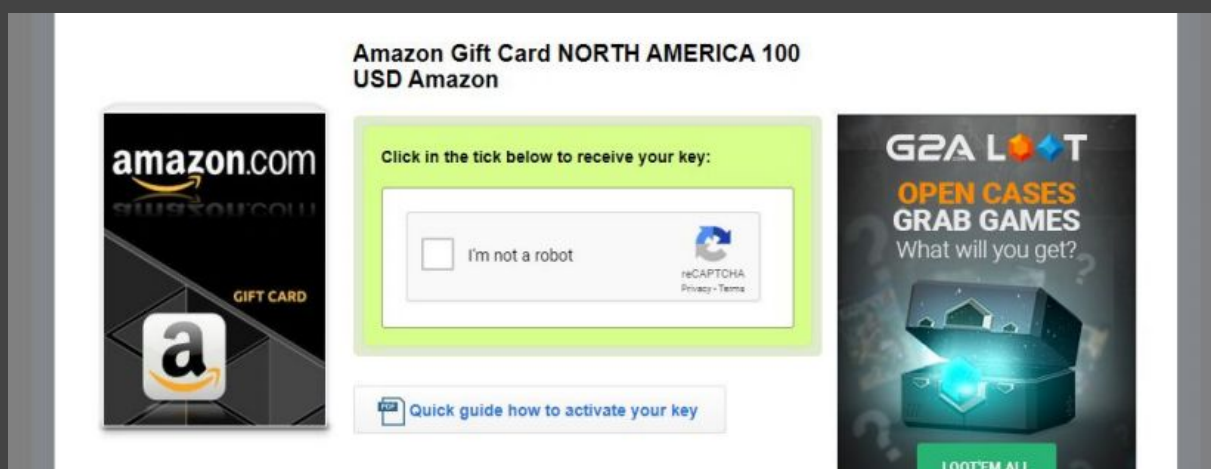 Amazon Gift Card NORTH AMERICA 100
USD Amazon
amazon.com
GIFT CARD
a
Click in the tick below to receive your key:
I'm not a robot
reCAPTCHA
Privacy - Terms
PDF
Quick guide how to activate your key
G2A LOOT
.COM
OPEN CASES
GRAB GAMES
What will you get?
LOOT'EM ALL